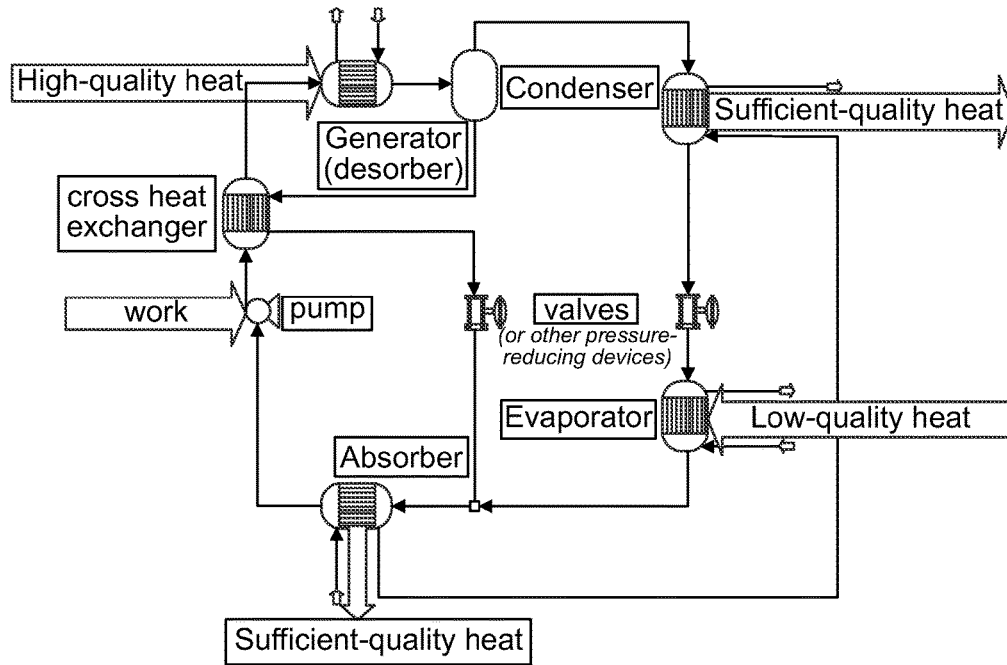 High-quality heat
Condenser
Sufficient-quality heat
Generator
(desorber)
cross heat
exchanger
work
pump
valves
(or other pressure-
reducing devices)
Evaporator
Low-quality heat
Absorber
Sufficient-quality heat